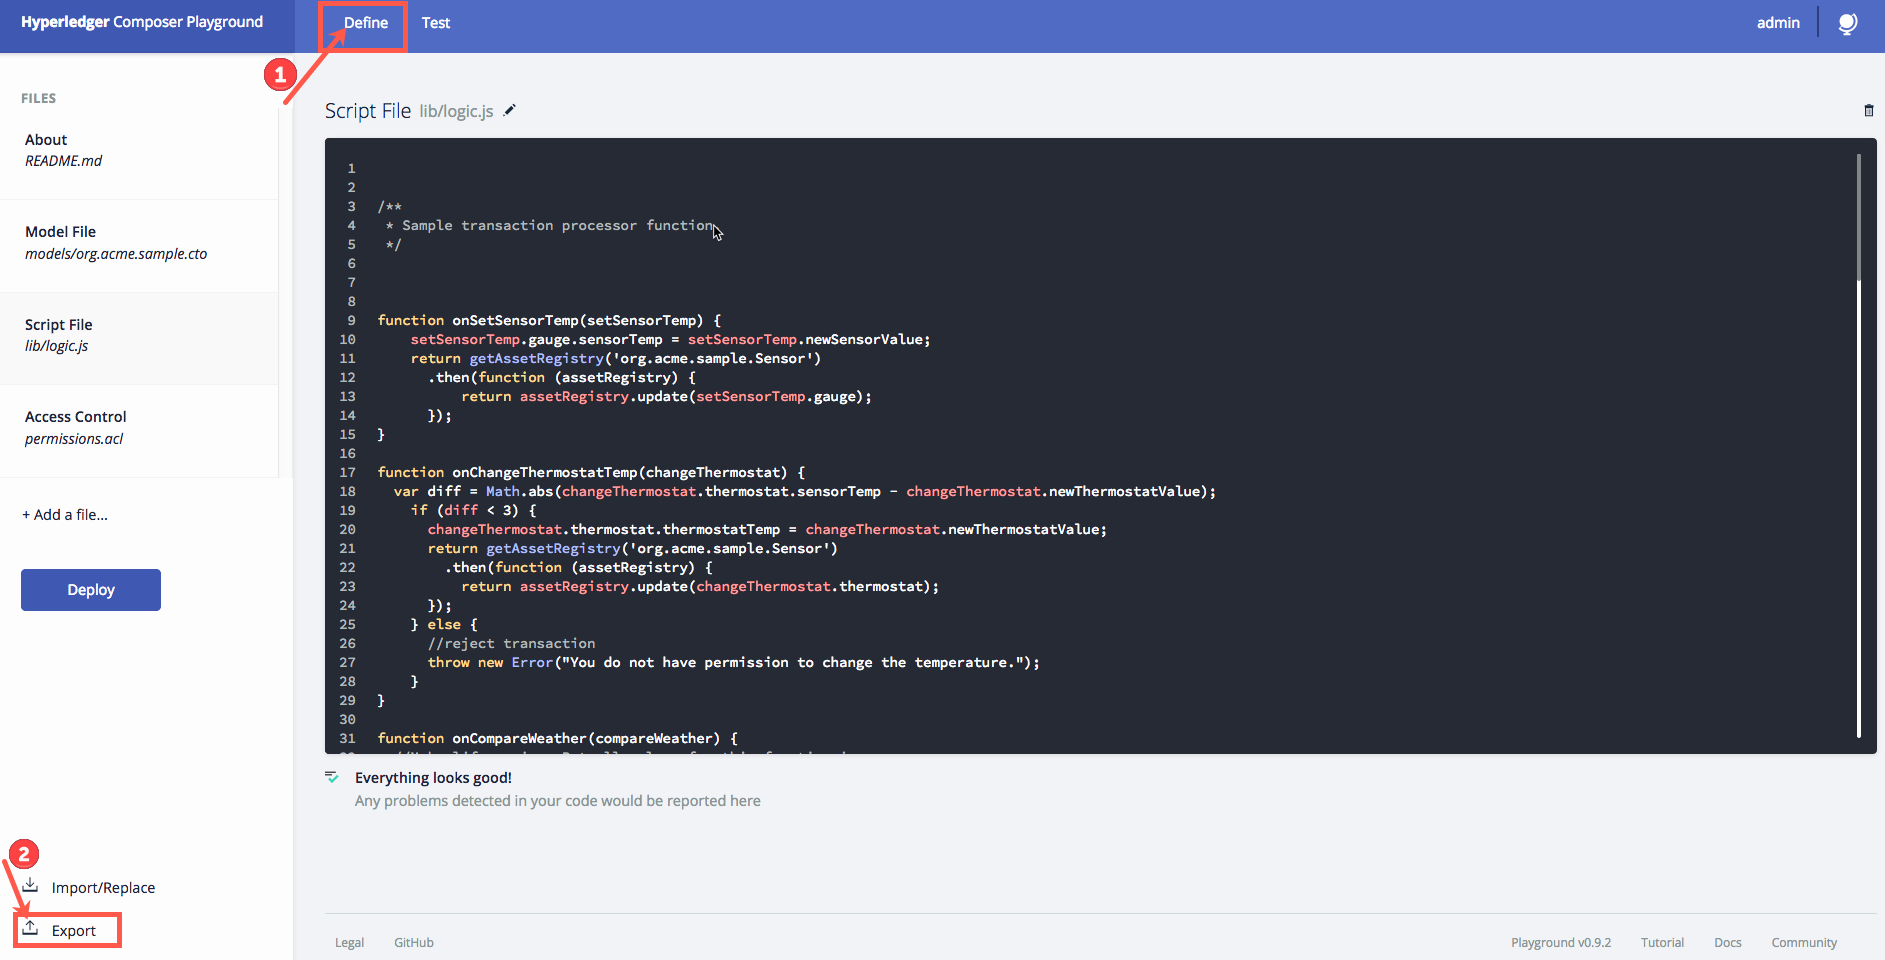 Hyperledger Composer Playground
Define
Test
admin
1
FILES
About
README.md
Model File
models/org.acme.sample.cto
Script File
lib/logic.js
Access Control
permissions.acl
+ Add a file...
Deploy
2
Import/Replace
Export
Script File lib/logic.js
1
2
3 /**
4  * Sample transaction processor function
5  */
6
7
8
9 function onSetSensorTemp(setSensorTemp) {
10     setSensorTemp.gauge.sensorTemp = setSensorTemp.newSensorValue;
11     return getAssetRegistry('org.acme.sample.Sensor')
12       .then(function (assetRegistry) {
13           return assetRegistry.update(setSensorTemp.gauge);
14       });
15 }
16
17 function onChangeThermostatTemp(changeThermostat) {
18   var diff = Math.abs(changeThermostat.thermostat.sensorTemp - changeThermostat.newThermostatValue);
19     if (diff < 3) {
20       changeThermostat.thermostat.thermostatTemp = changeThermostat.newThermostatValue;
21       return getAssetRegistry('org.acme.sample.Sensor')
22         .then(function (assetRegistry) {
23           return assetRegistry.update(changeThermostat.thermostat);
24       });
25     } else {
26       //reject transaction
27       throw new Error("You do not have permission to change the temperature.");
28     }
29 }
30
31 function onCompareWeather(compareWeather) {
Everything looks good!
Any problems detected in your code would be reported here
Legal
GitHub
Playground v0.9.2
Tutorial
Docs
Community